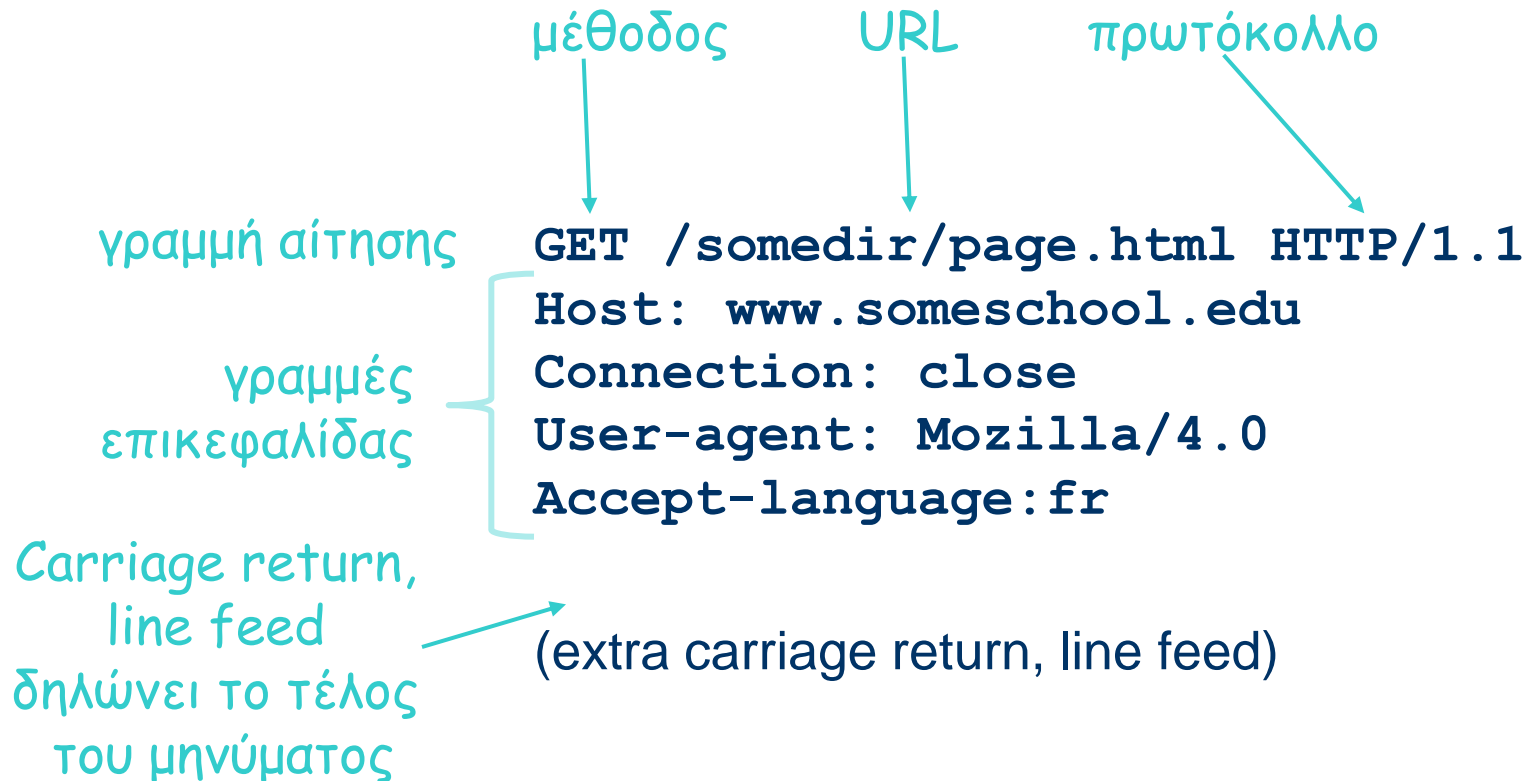 μέθοδος URL πρωτόκολλο
γραμμή αίτησης GET /somedir/page.html HTTP/1.1
Host: www.someschool.edu
γραμμές
επικεφαλίδας
Connection: close
User-agent: Mozilla/4.0
Accept-language:fr
Carriage return,
line feed
δηλώνει το τέλος
του μηνύματος
(extra carriage return, line feed)